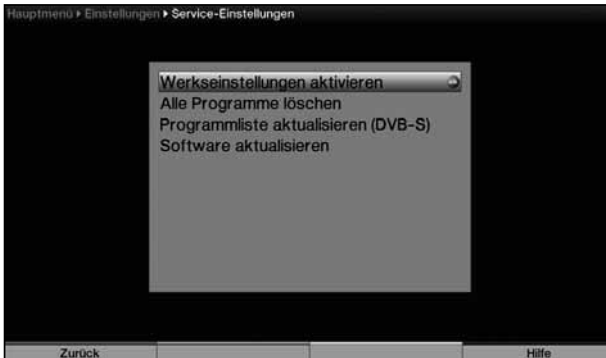 Hauptmenü ▸ Einstellungen ▸ Service-Einstellungen
Werkseinstellungen aktivieren
Alle Programme löschen
Programmliste aktualisieren (DVB-S)
Software aktualisieren
Zurück Hilfe